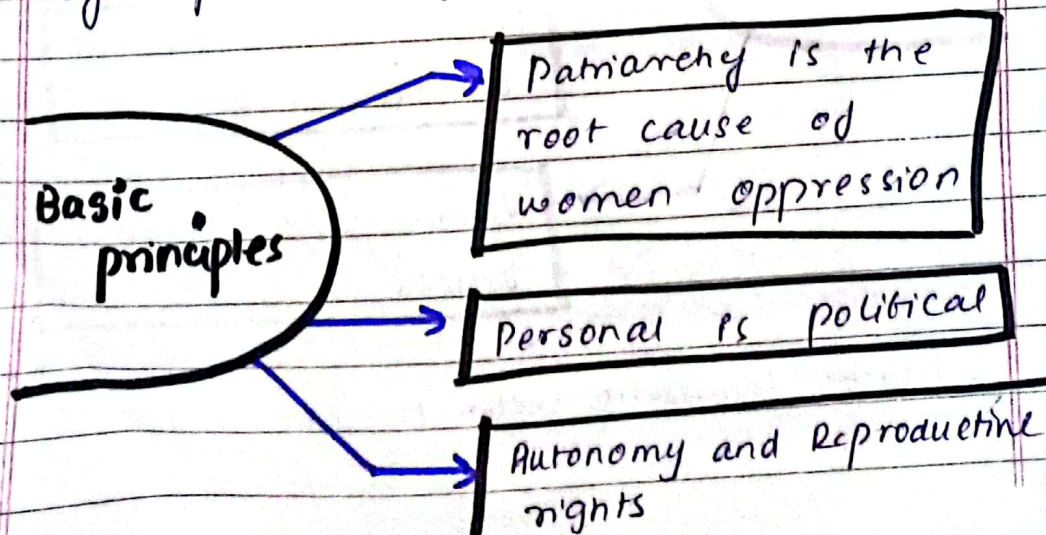 Basic
principles
Patriarchy is the
root cause of
women oppression
Personal is political
Autonomy and Reproductive
rights